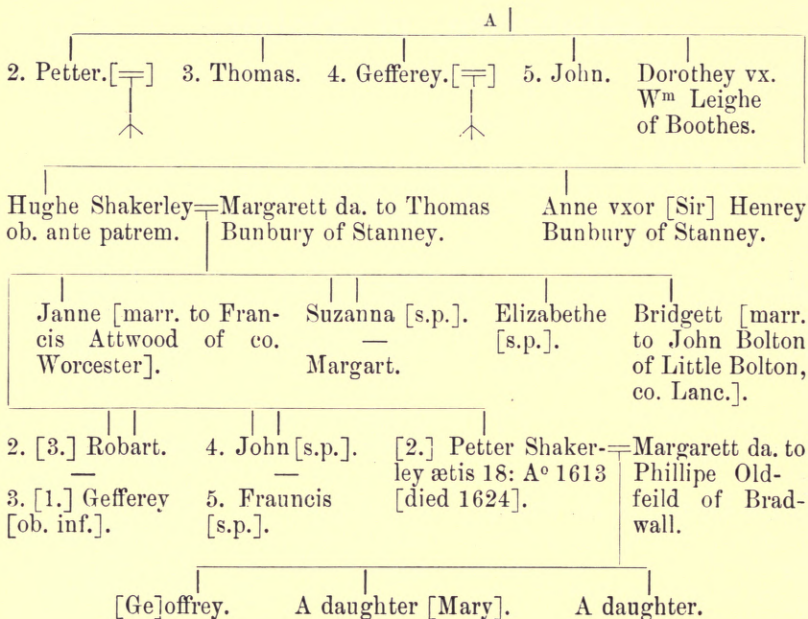 A
2. Petter.[=] 3. Thomas. 4. Gefferey.[=] 5. John. Dorothey vx.
Wm Leighe
of Boothes.
Hughe Shakerley=Margarett da. to Thomas Anne vxor [Sir] Henrey
ob. ante patrem. Bunbury of Stanney. Bunbury of Stanney.
Janne [marr. to Fran- Suzanna [s.p.]. Elizabethe Bridgett [marr.
cis Attwood of co. — [s.p.]. to John Bolton
Worcester]. Margart. of Little Bolton,
co. Lanc.].
2. [3.] Robart. 4. John [s.p.]. [2.] Petter Shaker-=Margarett da. to
— — ley ætis 18: Aº 1613 Phillipe Old-
3. [1.] Gefferey 5. Frauncis [died 1624]. feild of Brad-
[ob. inf.]. [s.p.]. wall.
[Ge]offrey. A daughter [Mary]. A daughter.